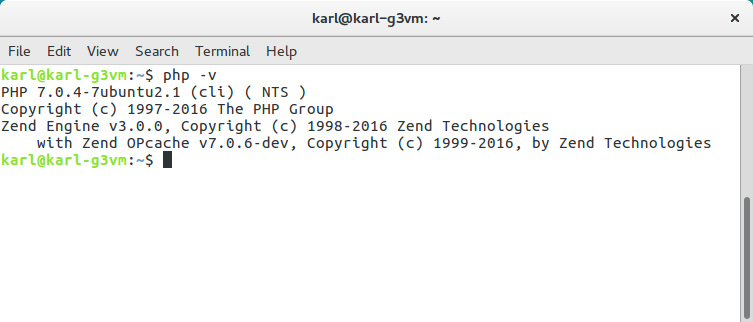 karl@karl-g3vm: ~
File Edit View Search Terminal Help
karl@karl-g3vm:~$ php -v
PHP 7.0.4-7ubuntu2.1 (cli) ( NTS )
Copyright (c) 1997-2016 The PHP Group
Zend Engine v3.0.0, Copyright (c) 1998-2016 Zend Technologies
    with Zend OPcache v7.0.6-dev, Copyright (c) 1999-2016, by Zend Technologies
karl@karl-g3vm:~$